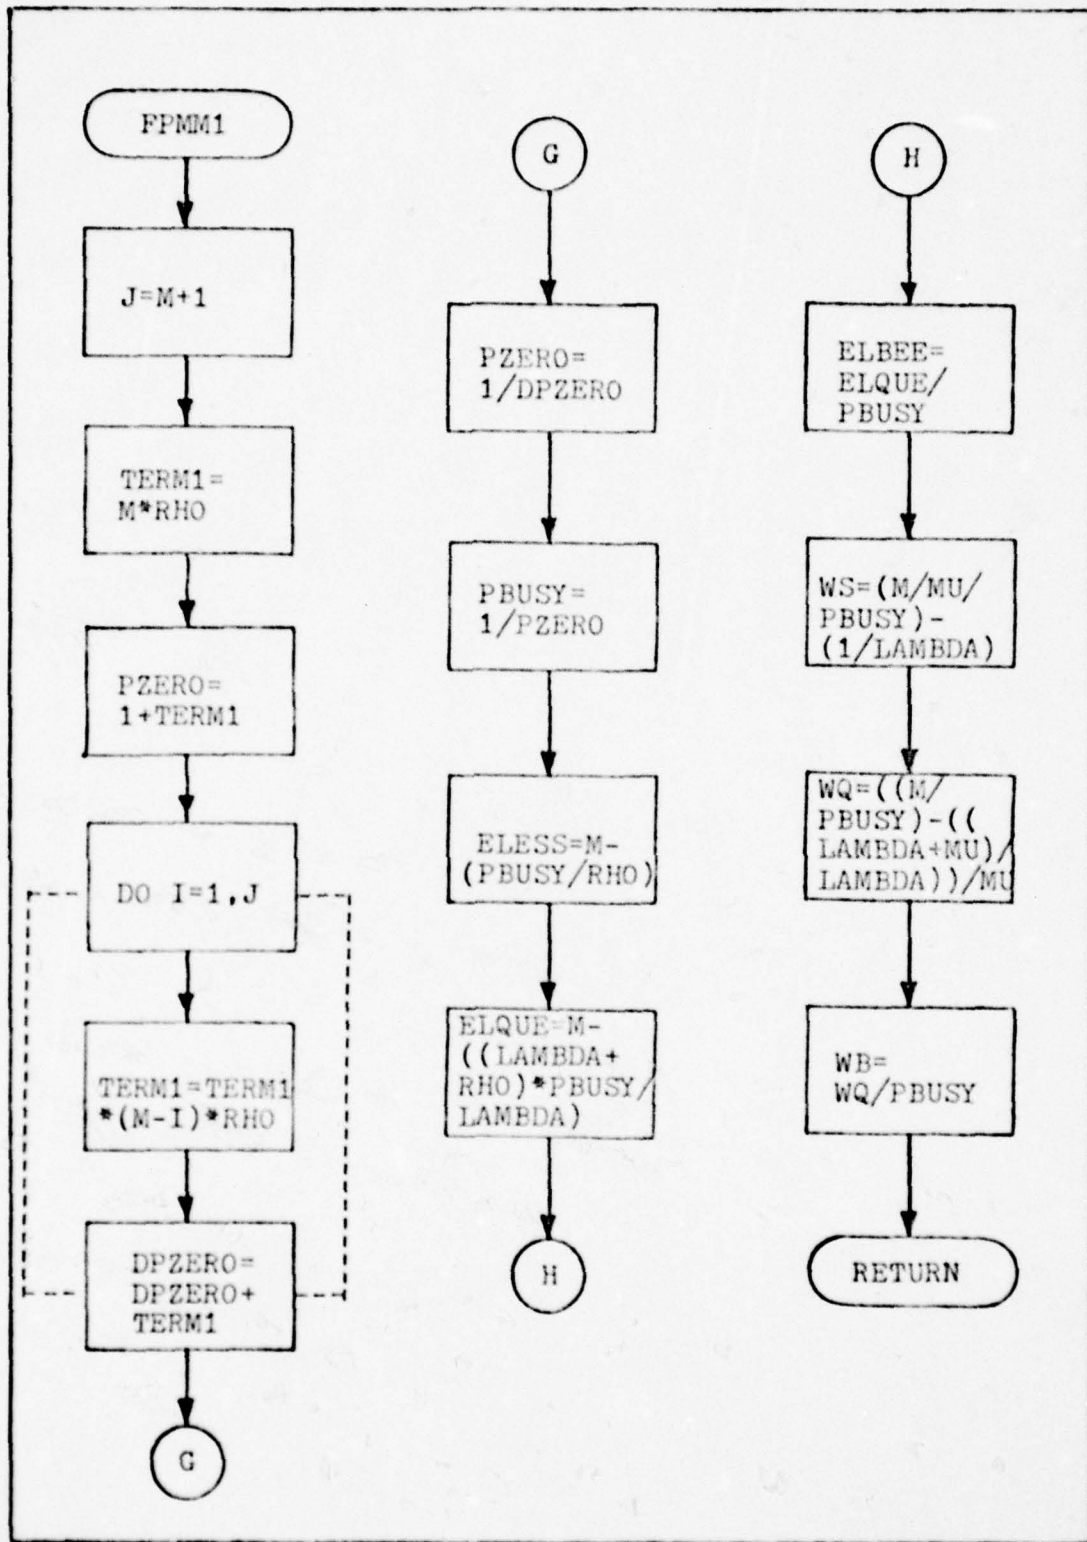 FPMM1
J=M+1
TERM1=
M*RHO
PZERO=
1+TERM1
DO I=1,J
TERM1=TERM1
*(M-I)*RHO
DPZERO=
DPZERO+
TERM1
G
G
PZERO=
1/DPZERO
PBUSY=
1/PZERO
ELESS=M-
(PBUSY/RHO)
ELQUE=M-
((LAMBDA+
RHO)*PBUSY/
LAMBDA)
H
H
ELBEE=
ELQUE/
PBUSY
WS=(M/MU/
PBUSY)-
(1/LAMBDA)
WQ=((M/
PBUSY)-((
LAMBDA+MU)/
LAMBDA))/MU
WB=
WQ/PBUSY
RETURN